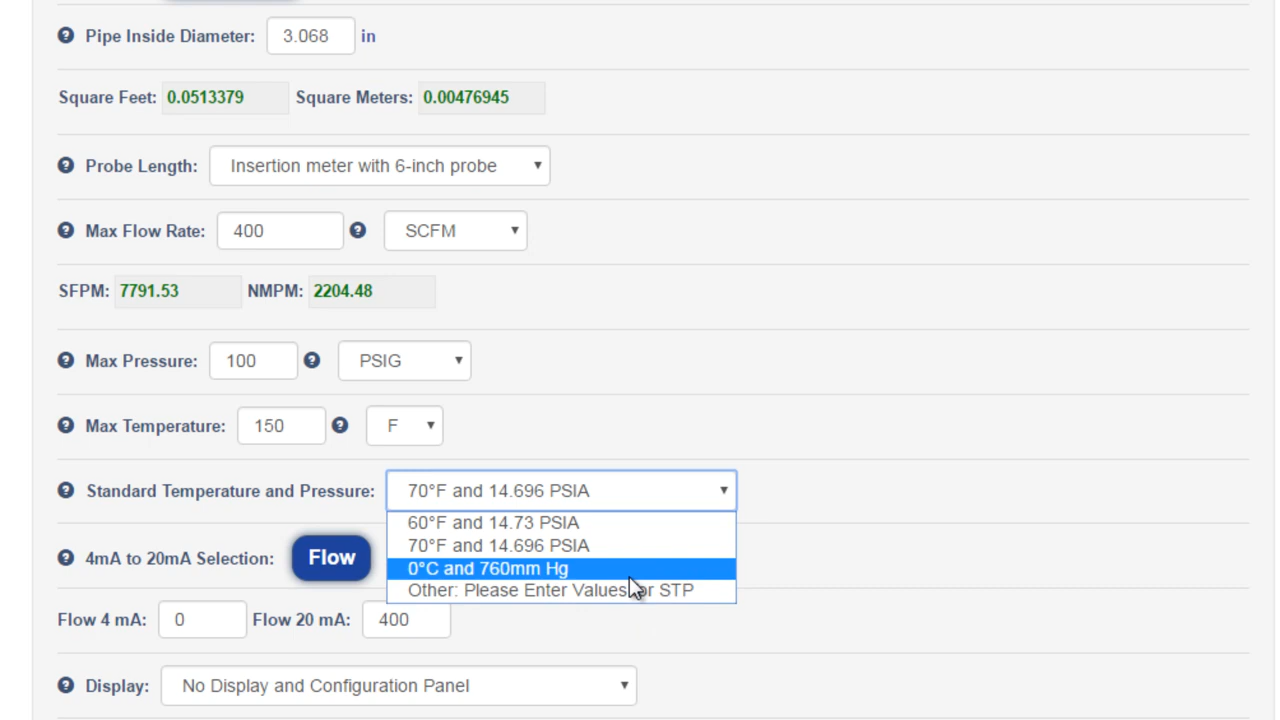 Pipe Inside Diameter: 3.068 in
Square Feet: 0.0513379 Square Meters: 0.00476945
Probe Length: Insertion meter with 6-inch probe
Max Flow Rate: 400 SCFM
SFPM: 7791.53 NMPM: 2204.48
Max Pressure: 100 PSIG
Max Temperature: 150 F
Standard Temperature and Pressure: 70°F and 14.696 PSIA
60°F and 14.73 PSIA
70°F and 14.696 PSIA
4mA to 20mA Selection: Flow
0°C and 760mm Hg
Other: Please Enter Values for STP
Flow 4 mA: 0 Flow 20 mA: 400
Display: No Display and Configuration Panel